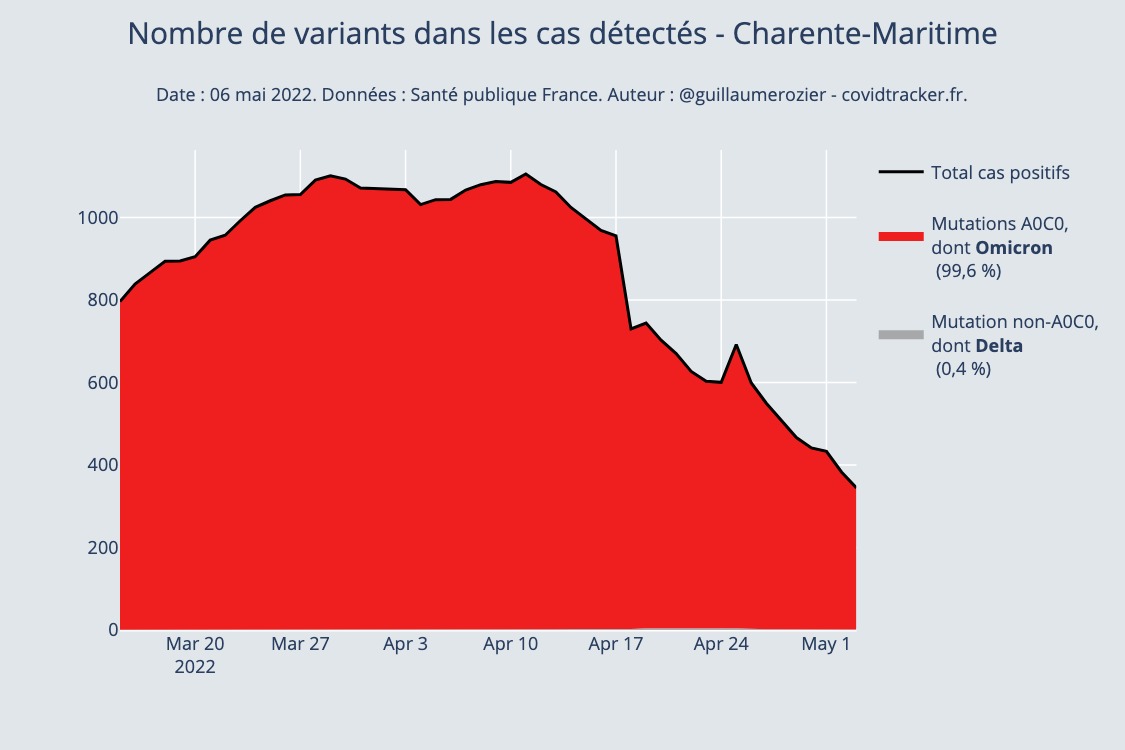 Nombre de variants dans les cas détectés - Charente-Maritime
Date : 06 mai 2022. Données : Santé publique France. Auteur : @guillaumerozier - covidtracker.fr.
Total cas positifs
Mutations A0C0,
dont Omicron
(99,6 %)
Mutation non-A0C0,
dont Delta
(0,4 %)
1000
800
600
400
200
0
Mar 20 Mar 27 Apr 3 Apr 10 Apr 17 Apr 24 May 1
2022